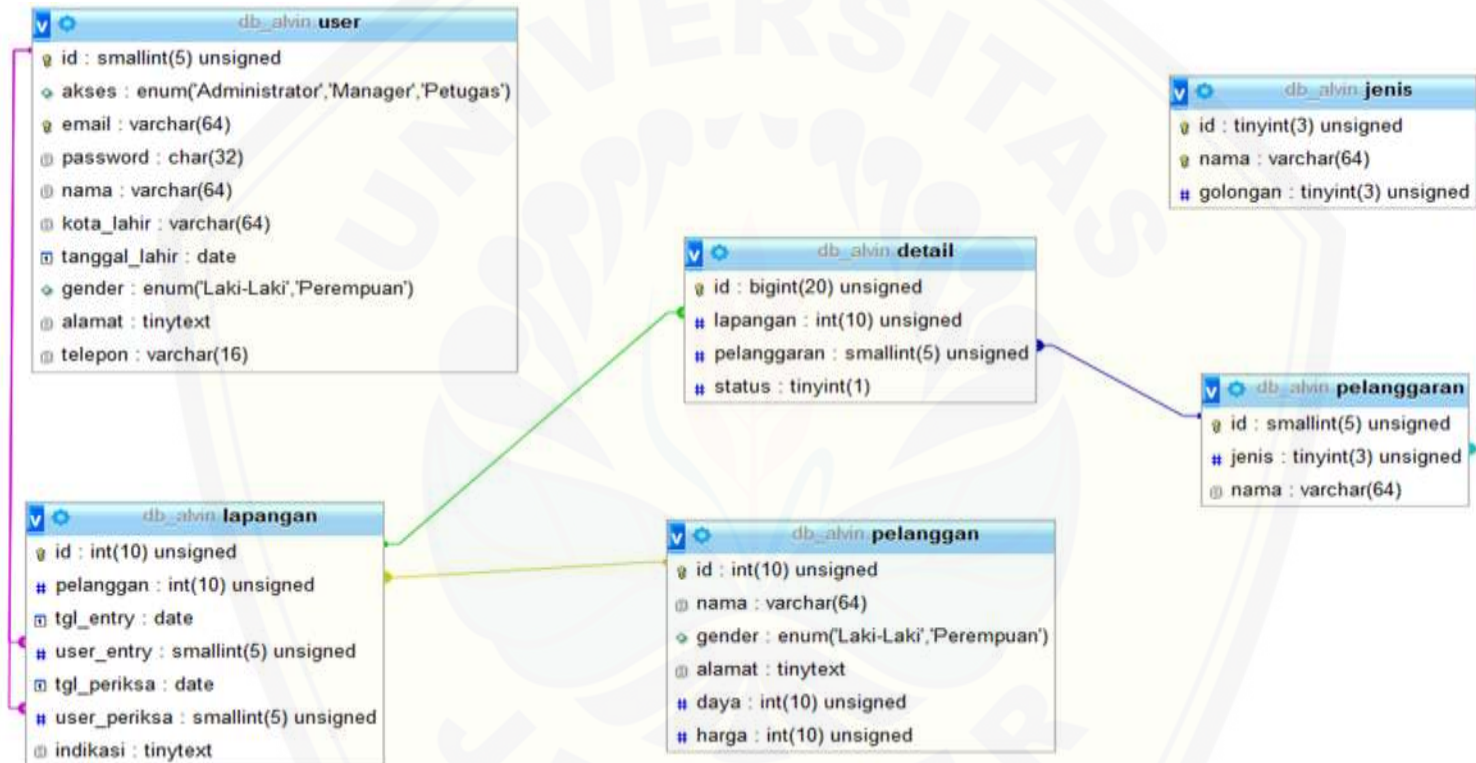 db_alvin user
id : smallint(5) unsigned
akses : enum('Administrator','Manager','Petugas')
email : varchar(64)
password : char(32)
nama : varchar(64)
kota_lahir : varchar(64)
tanggal_lahir : date
gender : enum('Laki-Laki','Perempuan')
alamat : tinytext
telepon : varchar(16)
db_alvin jenis
id : tinyint(3) unsigned
nama : varchar(64)
golongan : tinyint(3) unsigned
db_alvin detail
id : bigint(20) unsigned
lapangan : int(10) unsigned
pelanggaran : smallint(5) unsigned
status : tinyint(1)
db_alvin pelanggaran
id : smallint(5) unsigned
jenis : tinyint(3) unsigned
nama : varchar(64)
db_alvin lapangan
id : int(10) unsigned
pelanggan : int(10) unsigned
tgl_entry : date
user_entry : smallint(5) unsigned
tgl_periksa : date
user_periksa : smallint(5) unsigned
indikasi : tinytext
db_alvin pelanggan
id : int(10) unsigned
nama : varchar(64)
gender : enum('Laki-Laki','Perempuan')
alamat : tinytext
daya : int(10) unsigned
harga : int(10) unsigned
UNIVERSITAS